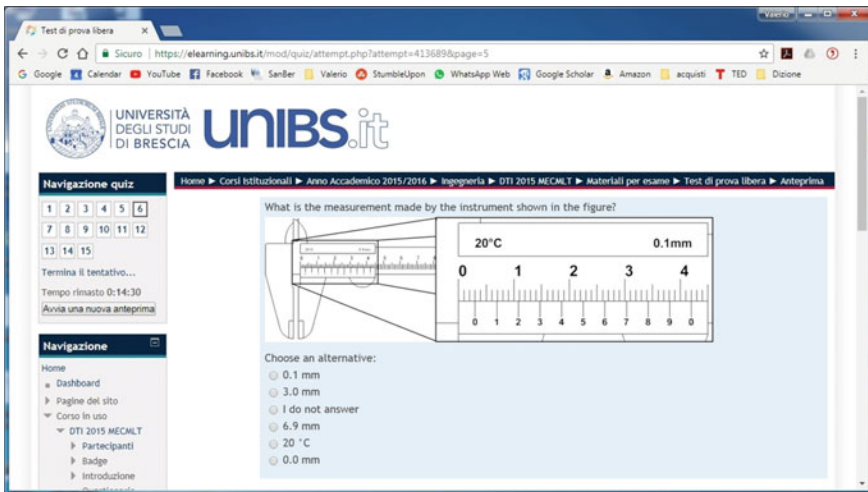 Valerio
Test di prova libera
Sicuro | https://elearning.unibs.it/mod/quiz/attempt.php?attempt=413689&page=5
Google Calendar YouTube Facebook SanBer Valerio StumbleUpon WhatsApp Web Google Scholar Amazon acquisti TED Dizione
UNIVERSITÀ
DEGLI STUDI
DI BRESCIA
UNIBS.it
Home ► Corsi Istituzionali ► Anno Accademico 2015/2016 ► Ingegneria ► DTI 2015 MECMLT ► Materiali per esame ► Test di prova libera ► Anteprima
Navigazione quiz
1 2 3 4 5 6
7 8 9 10 11 12
13 14 15
Termina il tentativo...
Tempo rimasto 0:14:30
Avvia una nuova anteprima
What is the measurement made by the instrument shown in the figure?
20°C 0.1mm
0 1 2 3 4
0 1 2 3 4 5 6 7 8 9 0
Choose an alternative:
0.1 mm
3.0 mm
I do not answer
6.9 mm
20 °C
0.0 mm
Navigazione
Home
Dashboard
Pagine del sito
Corso in uso
DTI 2015 MECMLT
Partecipanti
Badge
Introduzione